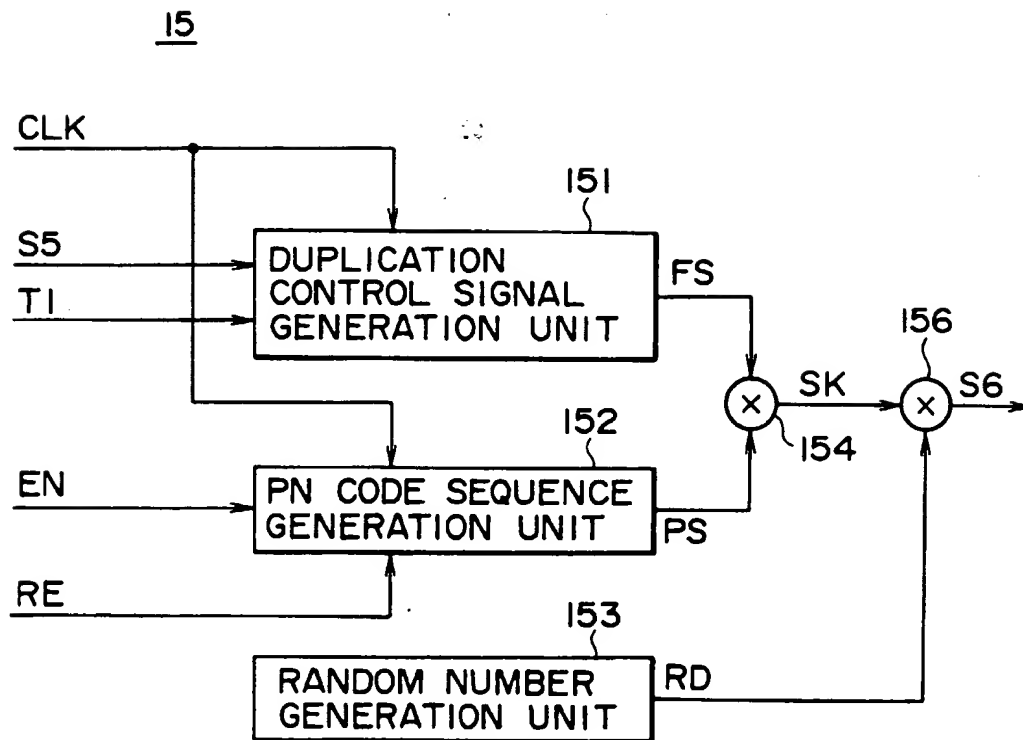 15
CLK
151
S5
DUPLICATION
CONTROL SIGNAL
GENERATION UNIT
FS
T1
156
SK
S6
×
×
154
152
EN
PN CODE SEQUENCE
GENERATION UNIT
PS
RE
153
RANDOM NUMBER
GENERATION UNIT
RD